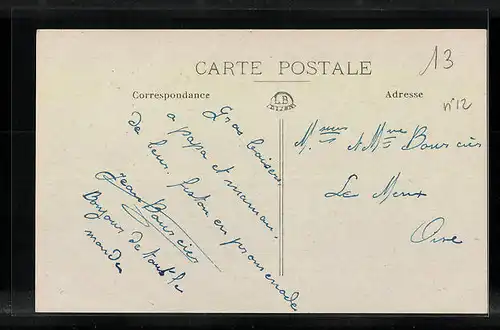 CARTE POSTALE
13
Correspondance
LB
Adresse
n° 12
Gros baisers
a papa et maman.
de leur fiston en promenade
Jean Boursier
Bonjour de tout le
monde
M. et Mme Boursier
Le Meux
Oise